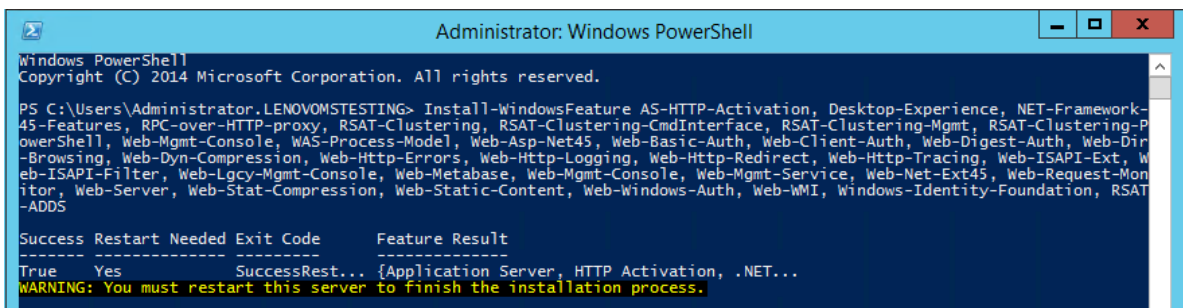 Administrator: Windows PowerShell
Windows PowerShell
Copyright (C) 2014 Microsoft Corporation. All rights reserved.
PS C:\Users\Administrator.LENOVOMSTESTING> Install-WindowsFeature AS-HTTP-Activation, Desktop-Experience, NET-Framework-
45-Features, RPC-over-HTTP-proxy, RSAT-Clustering, RSAT-Clustering-CmdInterface, RSAT-Clustering-Mgmt, RSAT-Clustering-P
owerShell, Web-Mgmt-Console, WAS-Process-Model, Web-Asp-Net45, Web-Basic-Auth, Web-Client-Auth, Web-Digest-Auth, Web-Dir
-Browsing, Web-Dyn-Compression, Web-Http-Errors, Web-Http-Logging, Web-Http-Redirect, Web-Http-Tracing, Web-ISAPI-Ext, W
eb-ISAPI-Filter, Web-Lgcy-Mgmt-Console, Web-Metabase, Web-Mgmt-Console, Web-Mgmt-Service, Web-Net-Ext45, Web-Request-Mon
itor, Web-Server, Web-Stat-Compression, Web-Static-Content, Web-Windows-Auth, Web-WMI, Windows-Identity-Foundation, RSAT
-ADDS
Success Restart Needed Exit Code      Feature Result
------- -------------- ---------      --------------
True    Yes            SuccessRest... {Application Server, HTTP Activation, .NET...
WARNING: You must restart this server to finish the installation process.